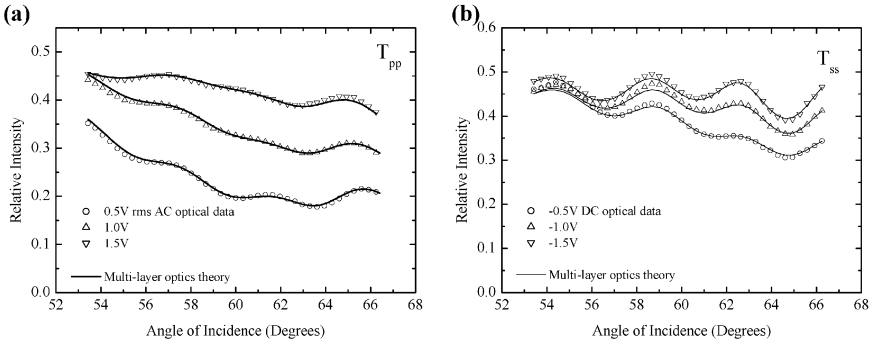 (a)
T_pp
Relative Intensity
0.5
0.4
0.3
0.2
0.1
0.0
0.5V rms AC optical data
1.0V
1.5V
Multi-layer optics theory
52 54 56 58 60 62 64 66 68
Angle of Incidence (Degrees)
(b)
T_ss
Relative Intensity
0.6
0.5
0.4
0.3
0.2
0.1
0.0
-0.5V DC optical data
-1.0V
-1.5V
Multi-layer optics theory
52 54 56 58 60 62 64 66 68
Angle of Incidence (Degrees)